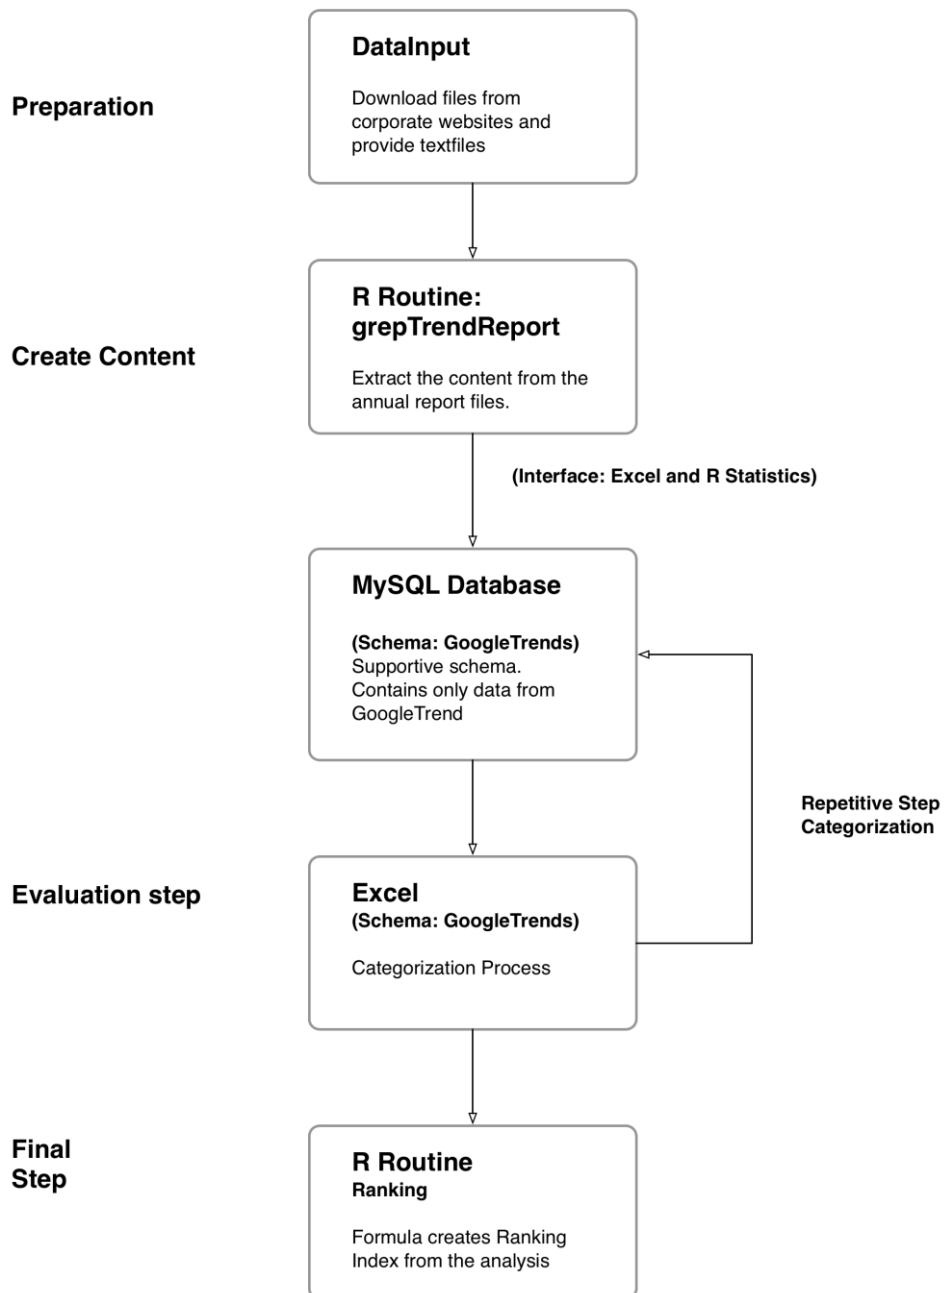 DataInput
Preparation
Download files from
corporate websites and
provide textfiles
R Routine:
grepTrendReport
Create Content
Extract the content from the
annual report files.
(Interface: Excel and R Statistics)
MySQL Database
(Schema: GoogleTrends)
Supportive schema.
Contains only data from
GoogleTrend
Repetitive Step
Categorization
Evaluation step
Excel
(Schema: GoogleTrends)
Categorization Process
Final
Step
R Routine
Ranking
Formula creates Ranking
Index from the analysis